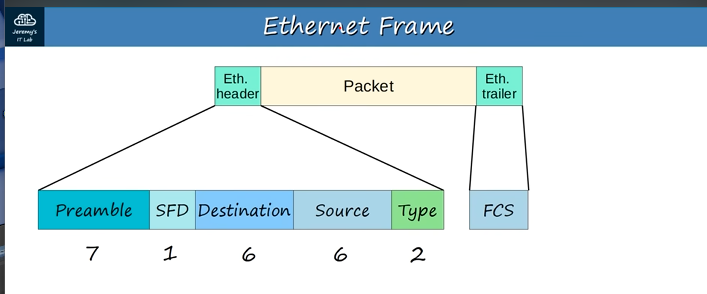 Jeremy's
IT Lab
Ethernet Frame
Eth.
header
Packet
Eth.
trailer
Preamble SFD Destination Source Type FCS
7 1 6 6 2